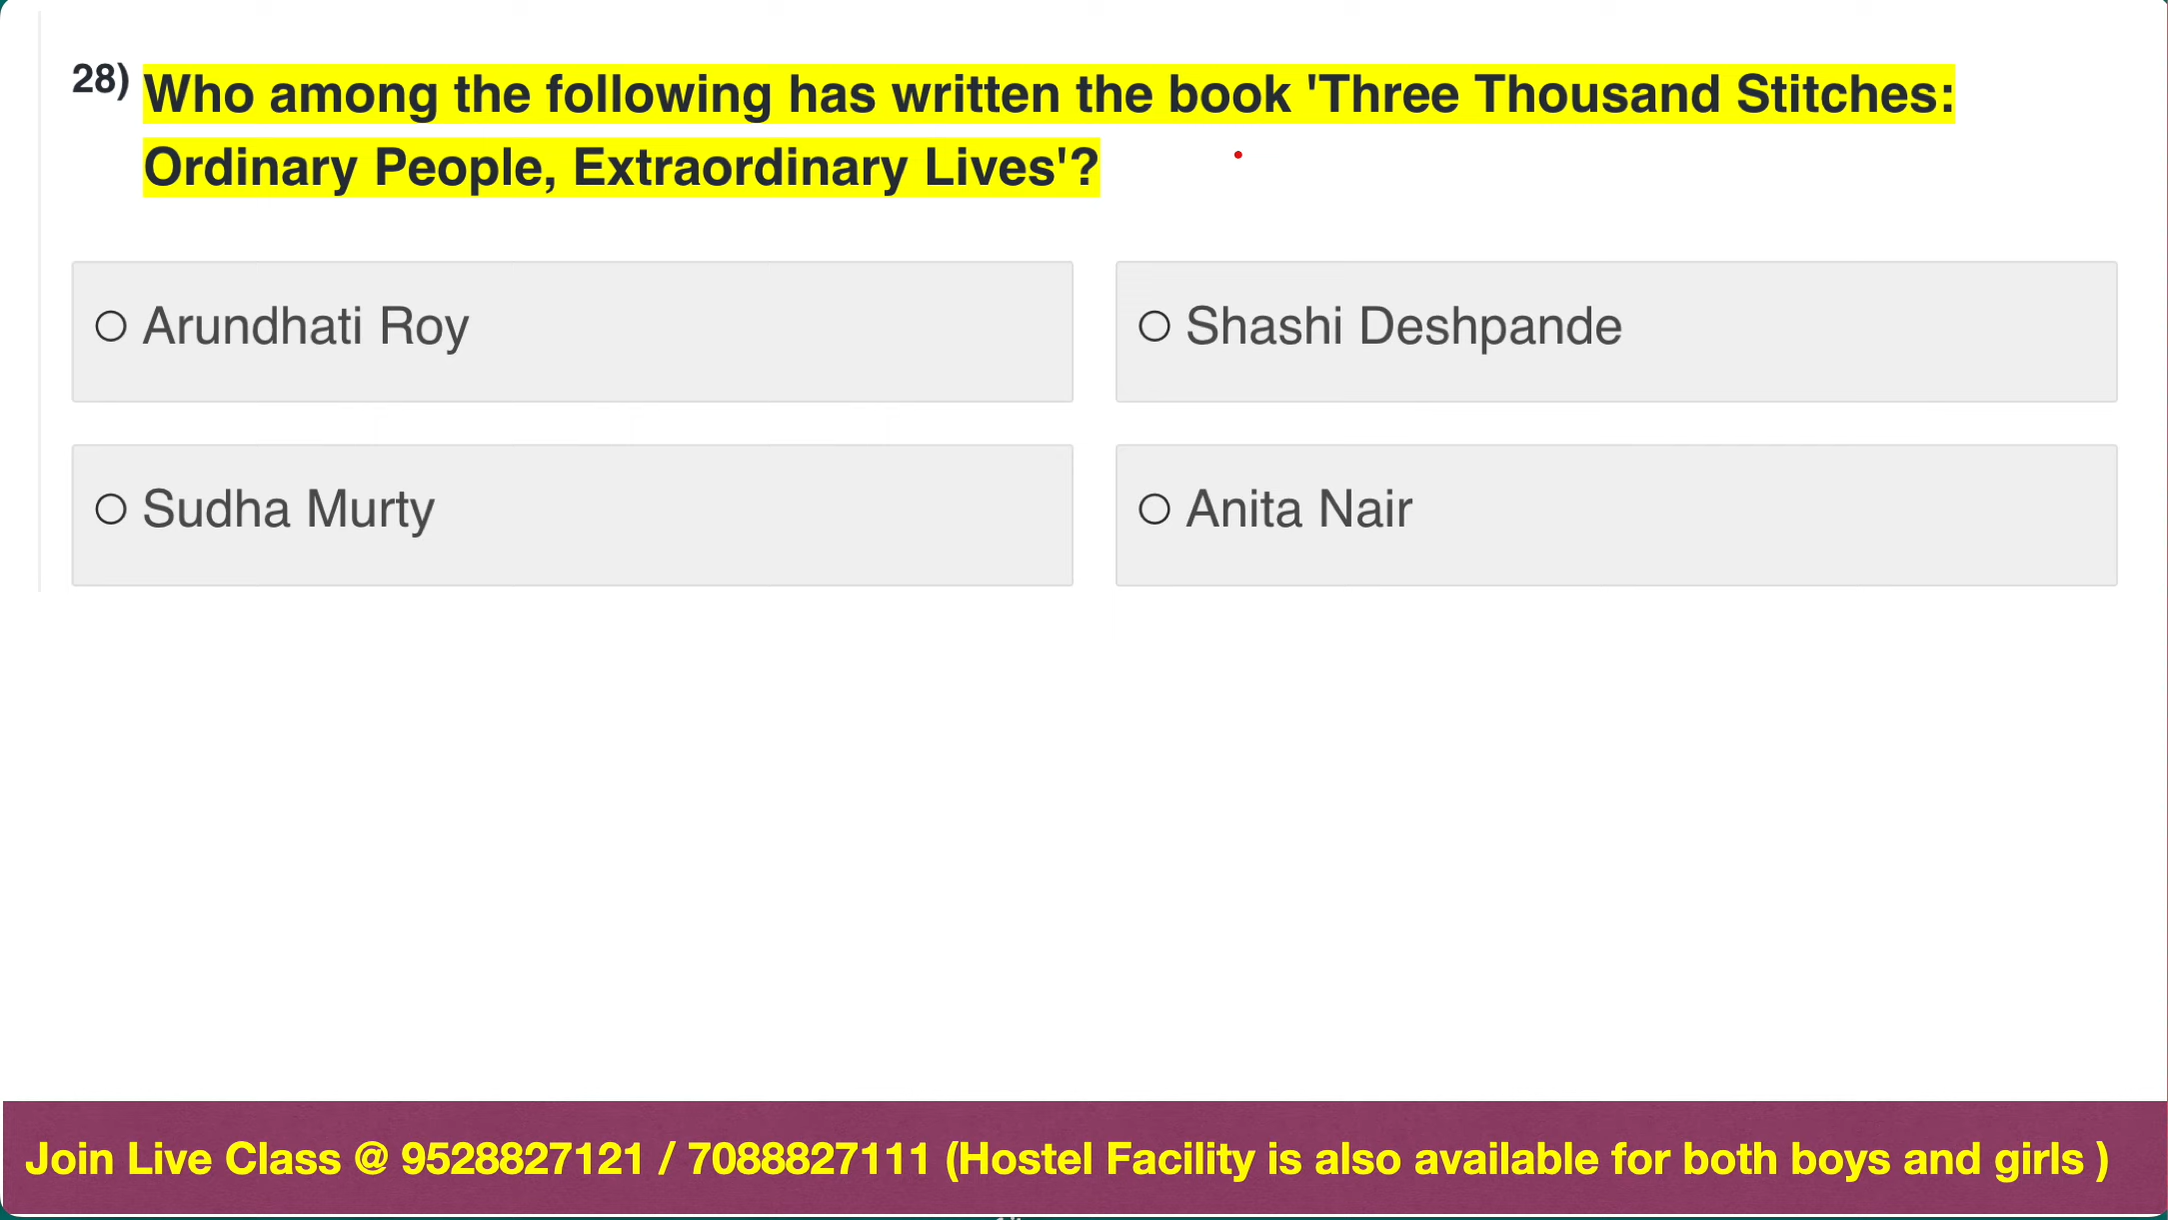 28) Who among the following has written the book 'Three Thousand Stitches:
Ordinary People, Extraordinary Lives'?
Arundhati Roy
Shashi Deshpande
Sudha Murty
Anita Nair
Join Live Class @ 9528827121 / 7088827111 (Hostel Facility is also available for both boys and girls )